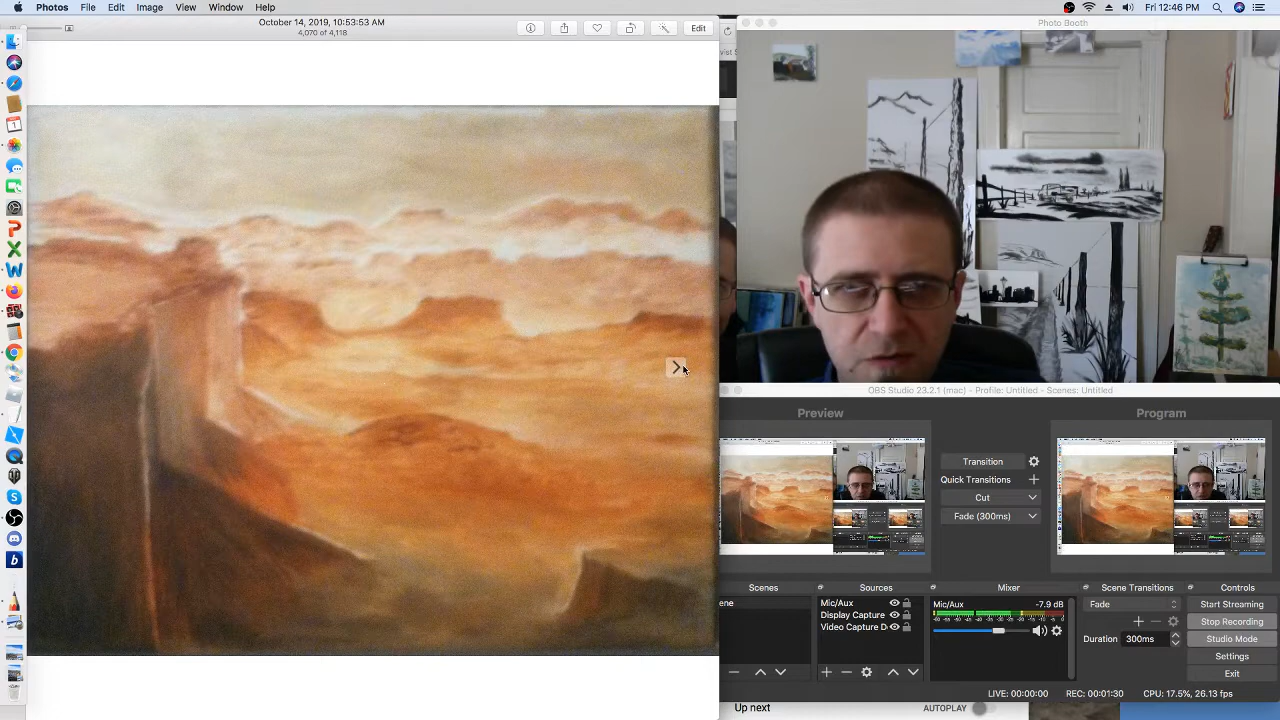 Photos File Edit Image View Window Help
Fri 12:46 PM
October 14, 2019, 10:53:53 AM
4,070 of 4,118
Edit
Photo Booth
OBS Studio 23.2.1 (mac) - Profile: Untitled - Scenes: Untitled
Preview
Program
Transition
Quick Transitions
Cut
Fade (300ms)
Scenes
Sources
Mixer
Scene Transitions
Controls
ene
Mic/Aux
Display Capture
Video Capture D
Mic/Aux -7.9 dB
Fade
Duration 300ms
Start Streaming
Stop Recording
Studio Mode
Settings
Exit
LIVE: 00:00:00 REC: 00:01:30 CPU: 17.5%, 26.13 fps
Up next AUTOPLAY